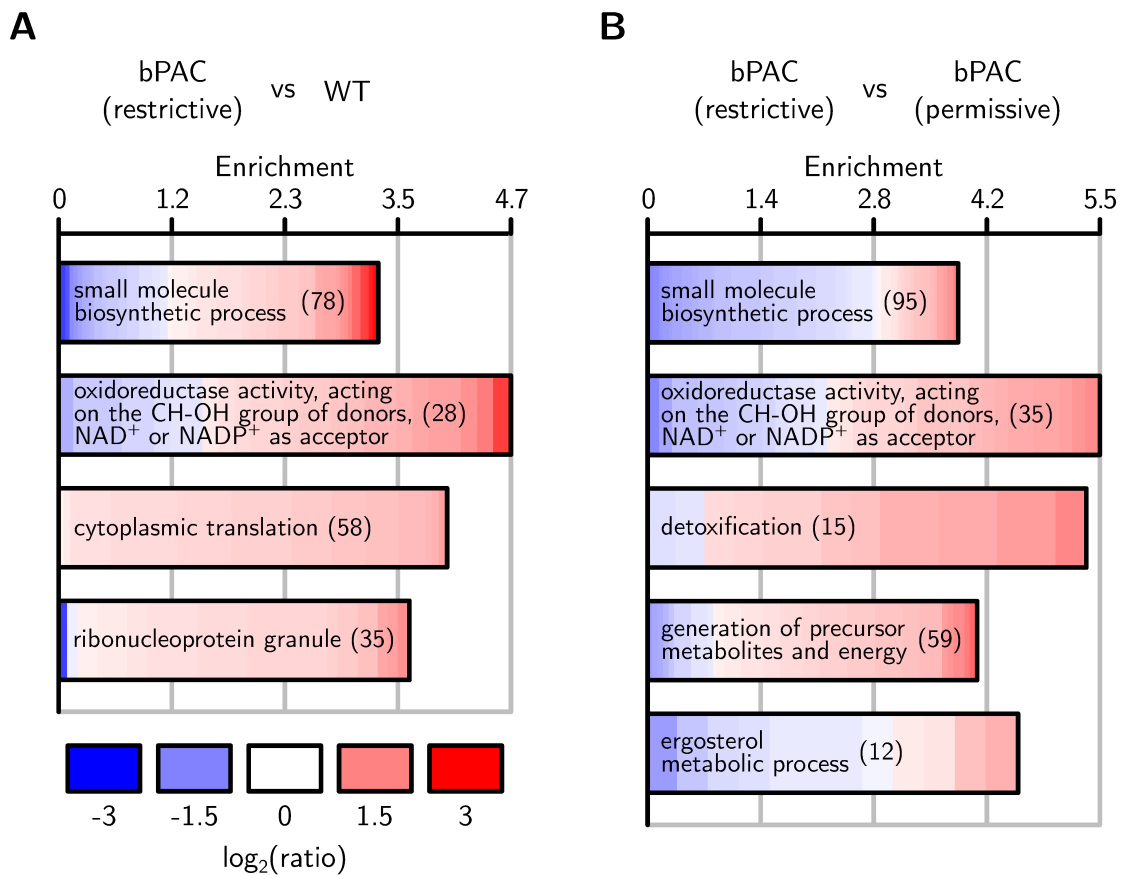 A
bPAC
(restrictive)
vs
WT
Enrichment
0 1.2 2.3 3.5 4.7
small molecule
biosynthetic process (78)
oxidoreductase activity, acting
on the CH-OH group of donors, (28)
NAD⁺ or NADP⁺ as acceptor
cytoplasmic translation (58)
ribonucleoprotein granule (35)
-3 -1.5 0 1.5 3
log₂(ratio)
B
bPAC
(restrictive)
vs
bPAC
(permissive)
Enrichment
0 1.4 2.8 4.2 5.5
small molecule
biosynthetic process (95)
oxidoreductase activity, acting
on the CH-OH group of donors, (35)
NAD⁺ or NADP⁺ as acceptor
detoxification (15)
generation of precursor
metabolites and energy (59)
ergosterol
metabolic process (12)